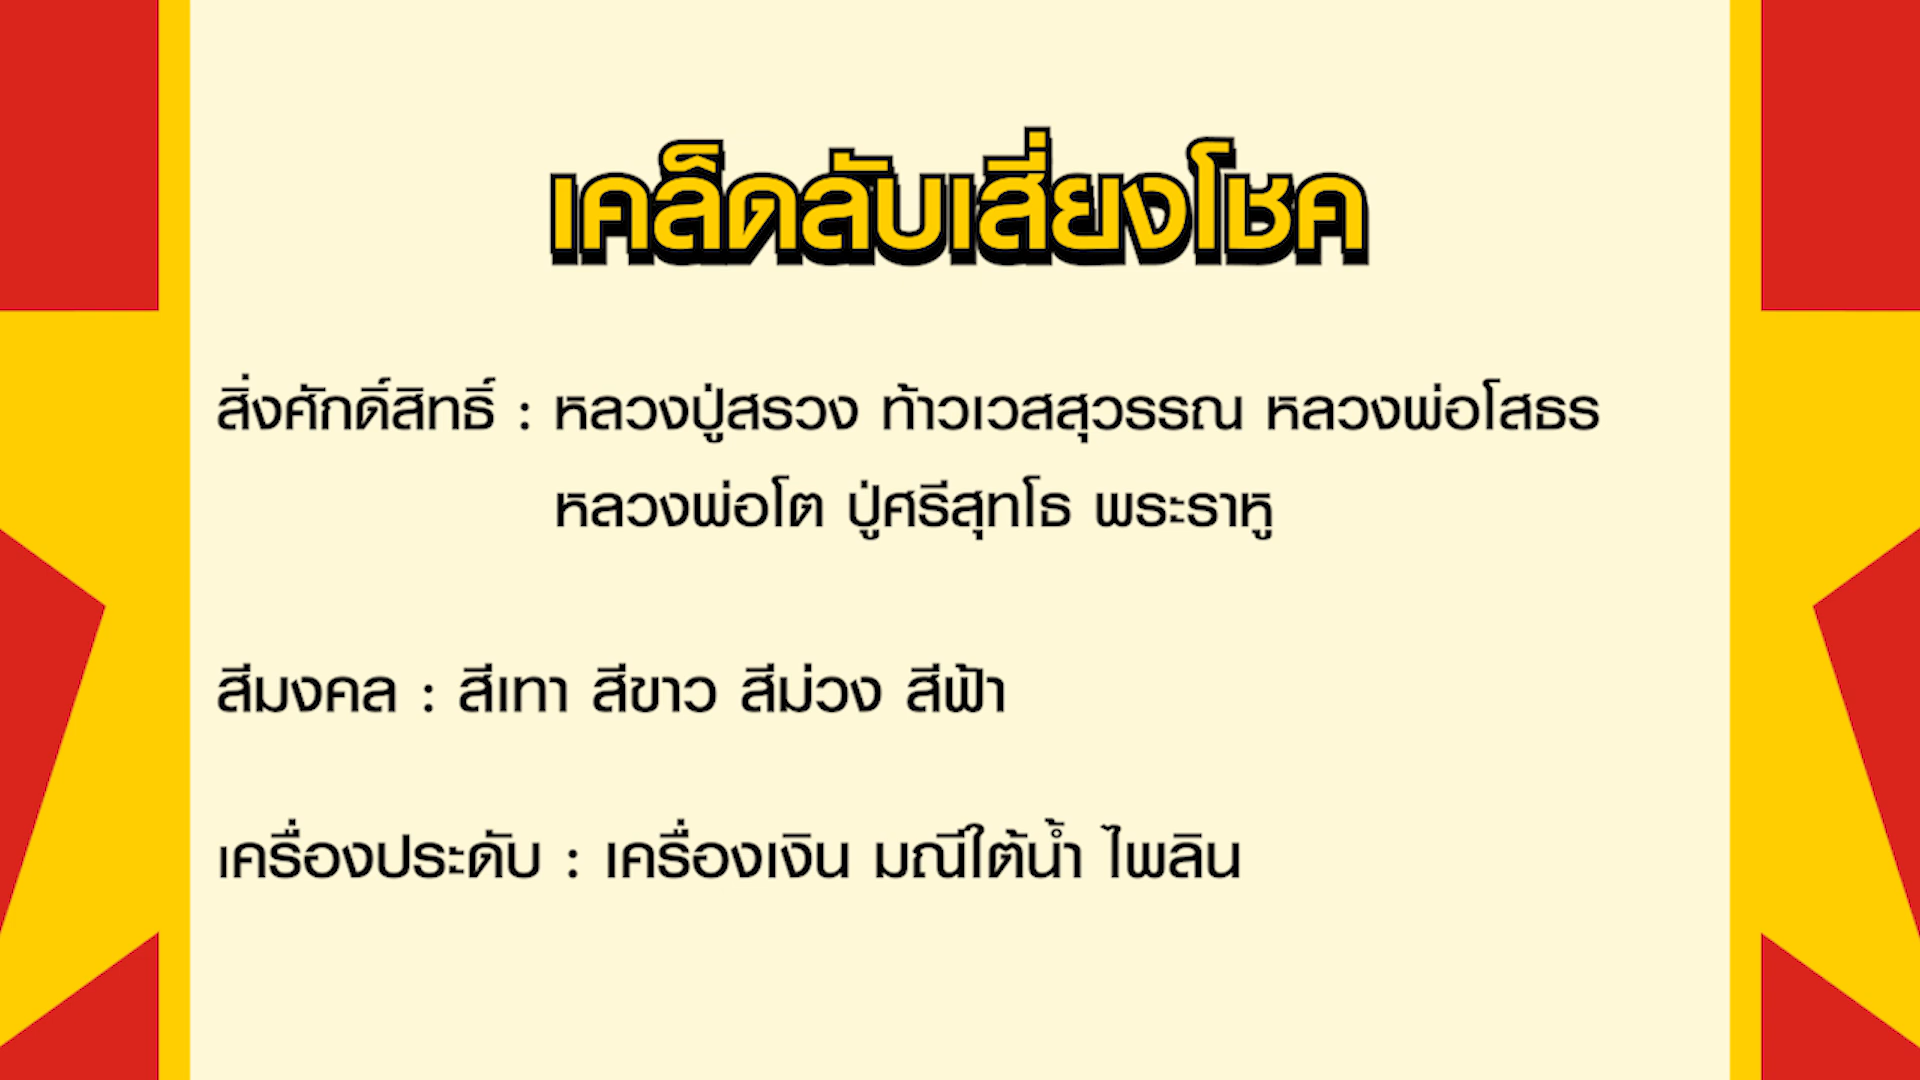 เคล็ดลับเสี่ยงโชค
สิ่งศักดิ์สิทธิ์ : หลวงปู่สรวง ท้าวเวสสุวรรณ หลวงพ่อโสธร
หลวงพ่อโต ปู่ศรีสุทโธ พระราหู
สีมงคล : สีเทา สีขาว สีม่วง สีฟ้า
เครื่องประดับ : เครื่องเงิน มณีใต้น้ำ ไพลิน